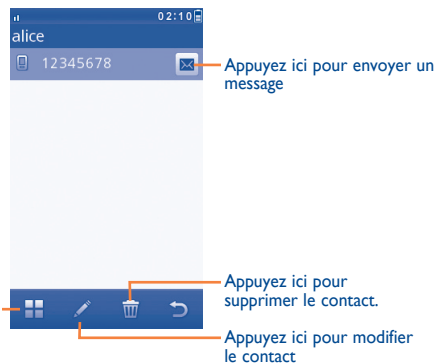 02:10
alice
12345678
Appuyez ici pour envoyer un
message
Appuyez ici pour
supprimer le contact.
Appuyez ici pour modifier
le contact